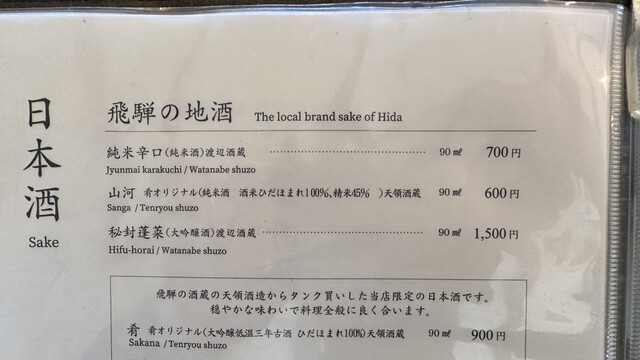 日本酒
Sake
飛騨の地酒 The local brand sake of Hida
純米辛口(純米酒)渡辺酒蔵 ………………………………… 90㎖ 700円
Jyunmai karakuchi / Watanabe shuzo
山河 肴オリジナル(純米酒 酒米ひだほまれ100%、精米45% )天領酒蔵 90㎖ 600円
Sanga / Tenryou shuzo
秘封蓬莱(大吟醸酒)渡辺酒蔵 ………………………………… 90㎖ 1,500円
Hifu-horai / Watanabe shuzo
飛騨の酒蔵の天領酒造からタンク買いした当店限定の日本酒です。
穏やかな味わいで料理全般に良く合います。
肴 肴オリジナル(大吟醸低温三年古酒 ひだほまれ100%)天領酒蔵 90㎖ 900円
Sakana / Tenryou shuzo